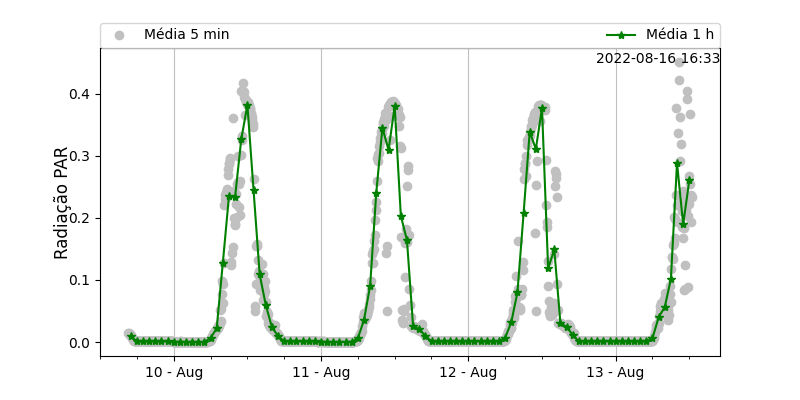 Média 5 min
Média 1 h
2022-08-16 16:33
Radiação PAR
0.4
0.3
0.2
0.1
0.0
10 - Aug
11 - Aug
12 - Aug
13 - Aug